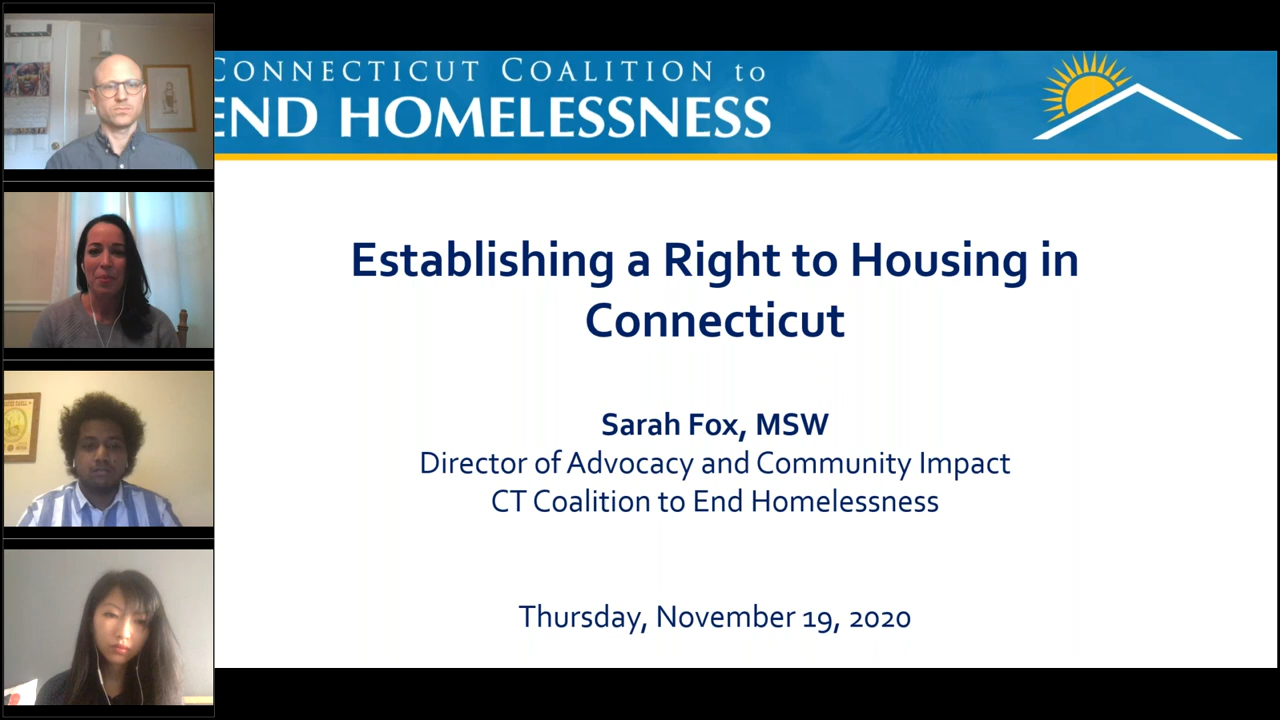 CONNECTICUT COALITION to
END HOMELESSNESS
Establishing a Right to Housing in
Connecticut
Sarah Fox, MSW
Director of Advocacy and Community Impact
CT Coalition to End Homelessness
Thursday, November 19, 2020